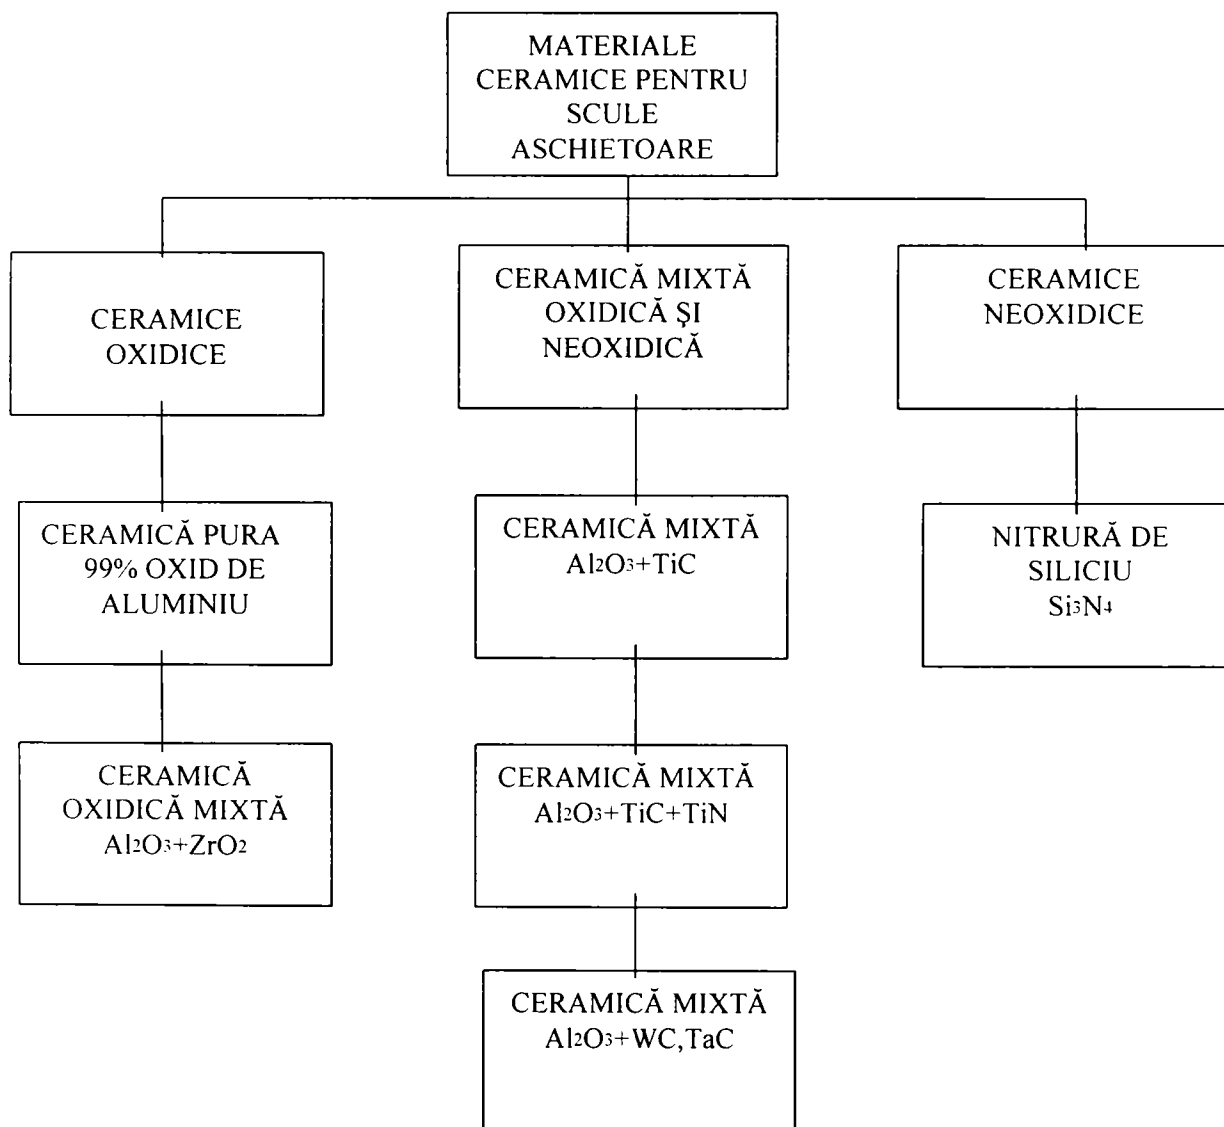 MATERIALE
CERAMICE PENTRU
SCULE
ASCHIETOARE
CERAMICE
OXIDICE
CERAMICĂ MIXTĂ
OXIDICĂ ŞI
NEOXIDICĂ
CERAMICE
NEOXIDICE
CERAMICĂ PURA
99% OXID DE
ALUMINIU
CERAMICĂ MIXTĂ
Al2O3+TiC
NITRURĂ DE
SILICIU
Si3N4
CERAMICĂ
OXIDICĂ MIXTĂ
Al2O3+ZrO2
CERAMICĂ MIXTĂ
Al2O3+TiC+TiN
CERAMICĂ MIXTĂ
Al2O3+WC,TaC